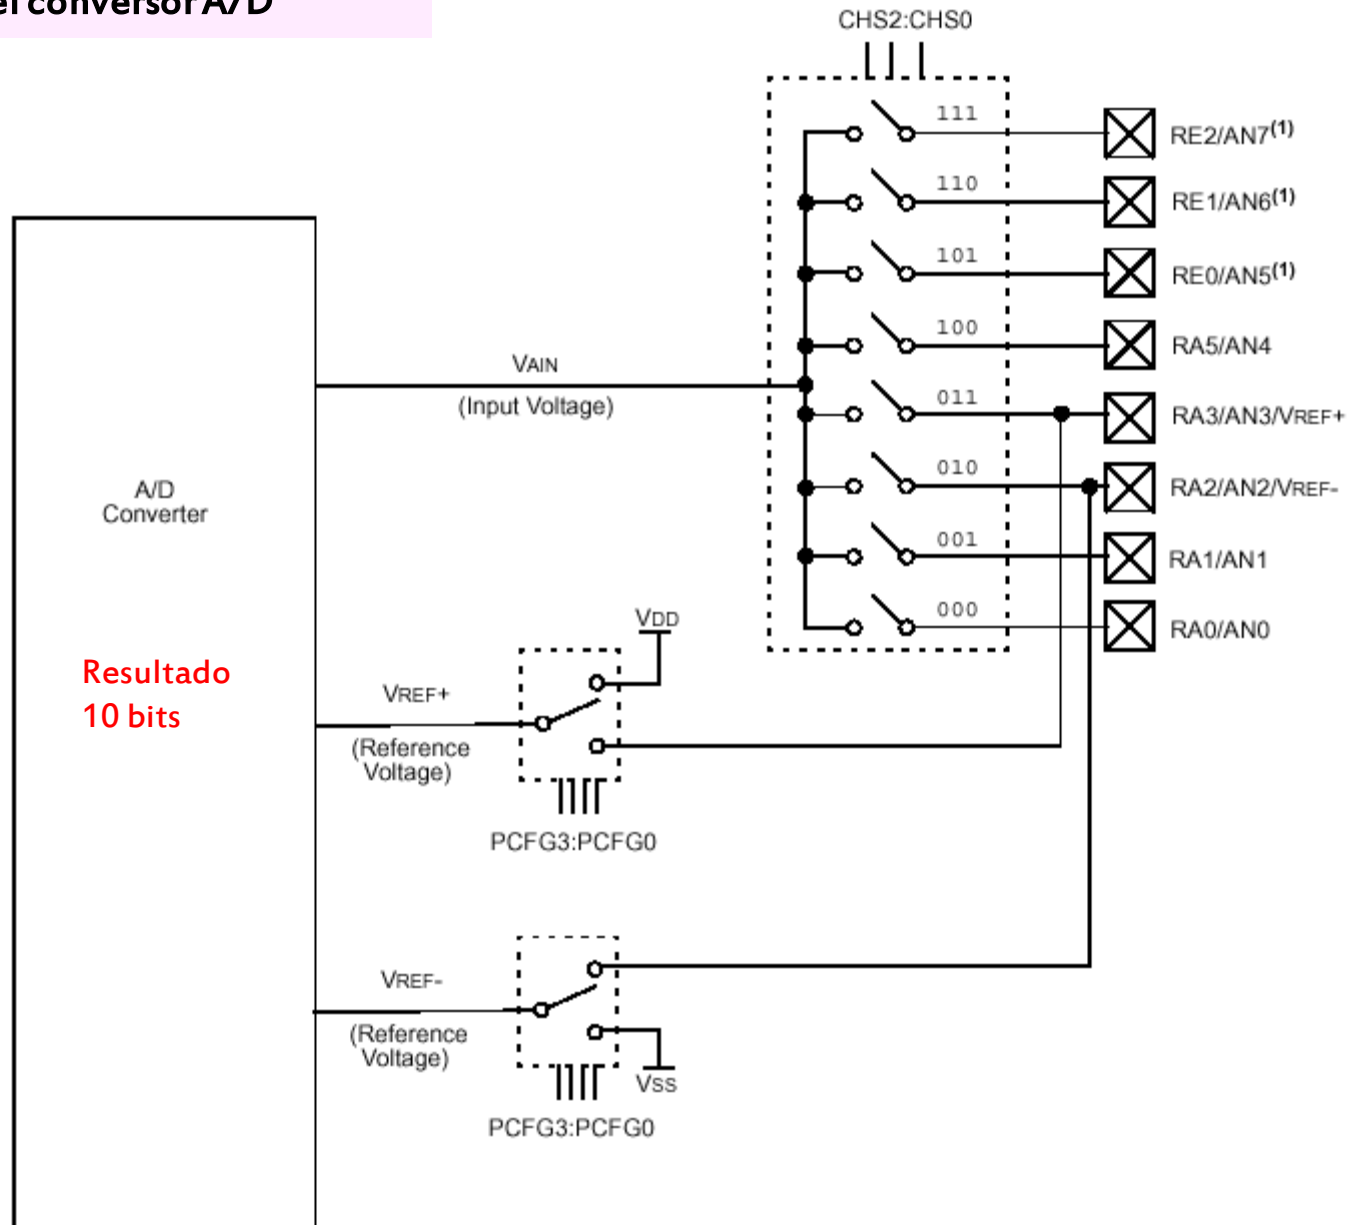 el conversor A/D
CHS2:CHS0
111
RE2/AN7(1)
110
RE1/AN6(1)
101
RE0/AN5(1)
100
RA5/AN4
VAIN
(Input Voltage)
011
RA3/AN3/VREF+
010
RA2/AN2/VREF-
A/D
Converter
001
RA1/AN1
000
RA0/AN0
VDD
Resultado
10 bits
VREF+
(Reference
Voltage)
PCFG3:PCFG0
VREF-
(Reference
Voltage)
VSS
PCFG3:PCFG0